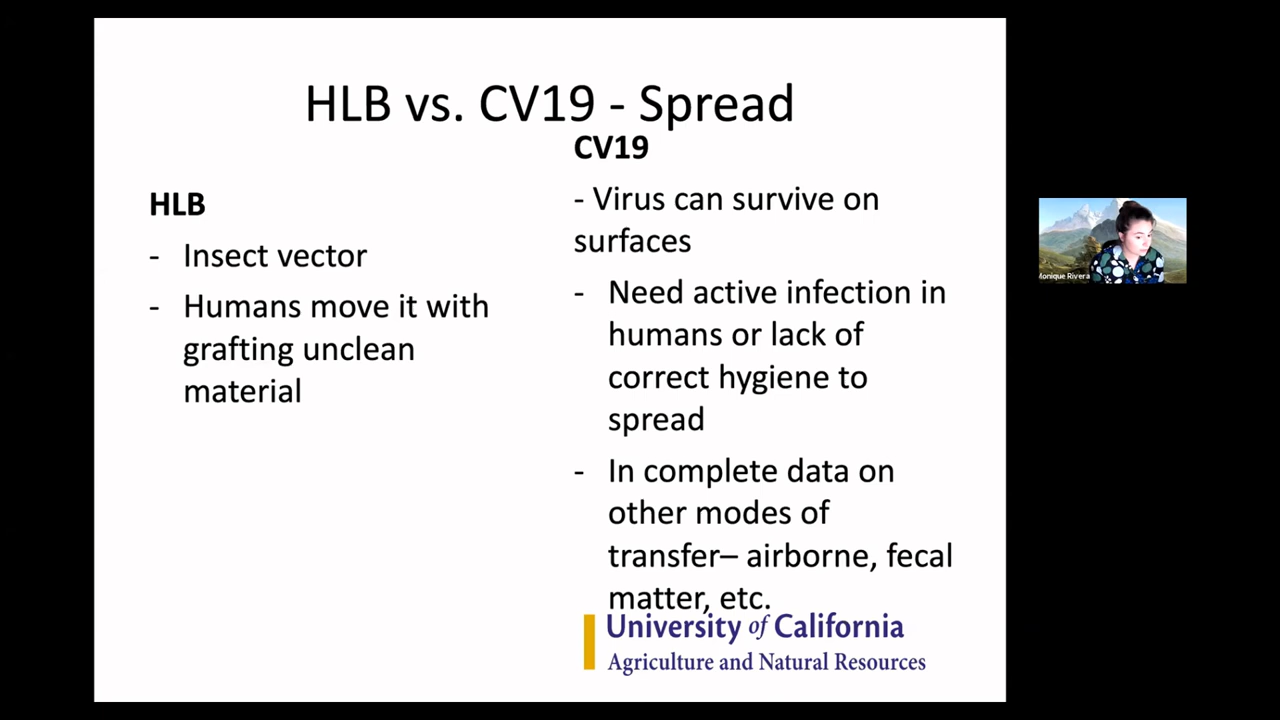 HLB vs. CV19 - Spread
HLB
- Insect vector
- Humans move it with
grafting unclean
material
CV19
- Virus can survive on
surfaces
- Need active infection in
humans or lack of
correct hygiene to
spread
- In complete data on
other modes of
transfer– airborne, fecal
matter, etc.
University of California
Agriculture and Natural Resources
Monique Rivera